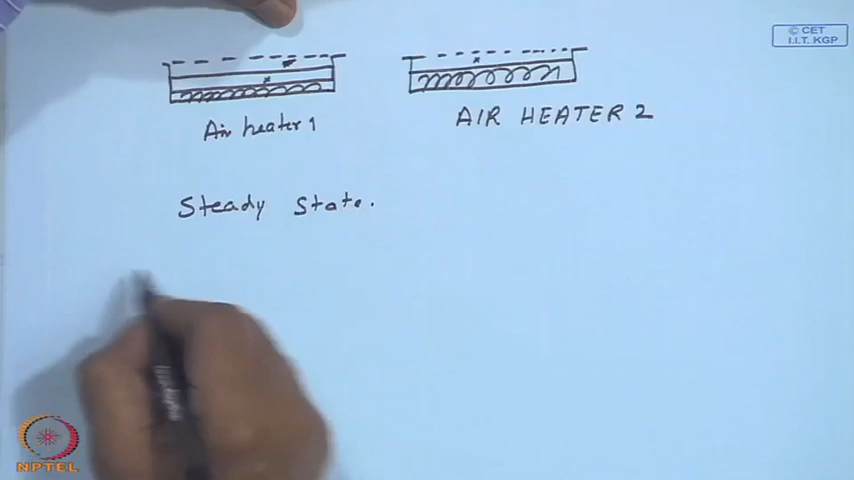 © CET
I.I.T. KGP
Air heater 1
AIR HEATER 2
Steady State.
NPTEL